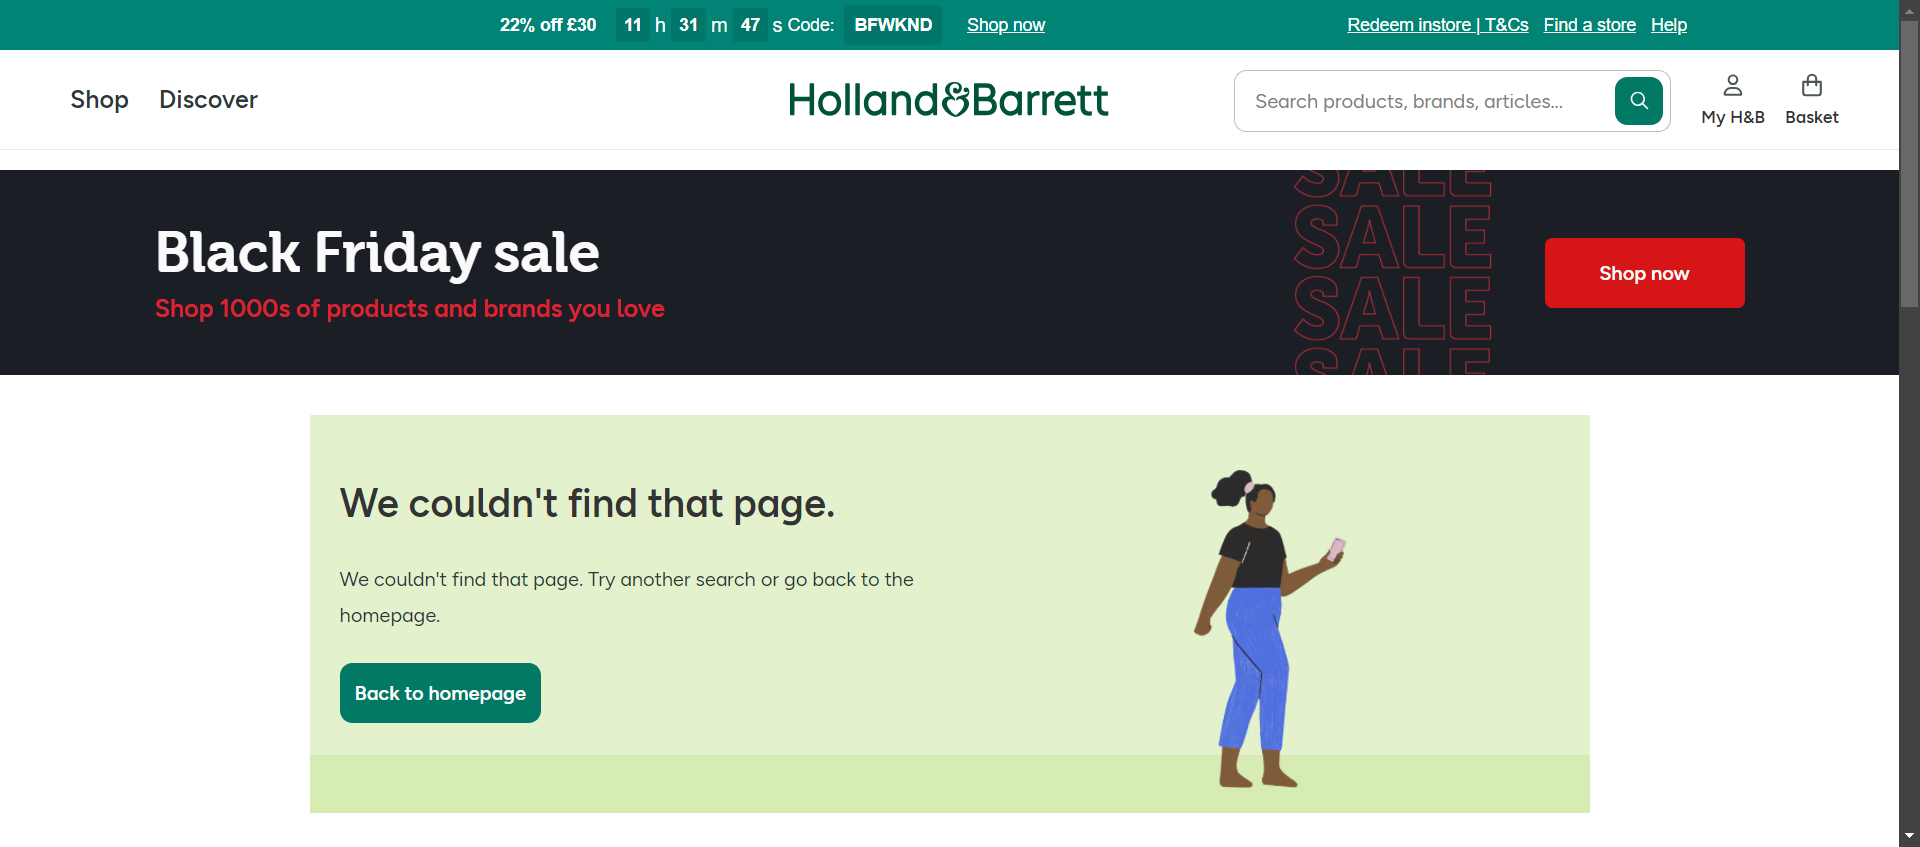 22% off £30 11 h 31 m 47 s Code: BFWKND Shop now Redeem instore | T&Cs Find a store Help
Shop Discover Holland&Barrett Search products, brands, articles... My H&B Basket
SALE
SALE
SALE
SALE
Black Friday sale
Shop 1000s of products and brands you love
Shop now
We couldn't find that page.
We couldn't find that page. Try another search or go back to the
homepage.
Back to homepage